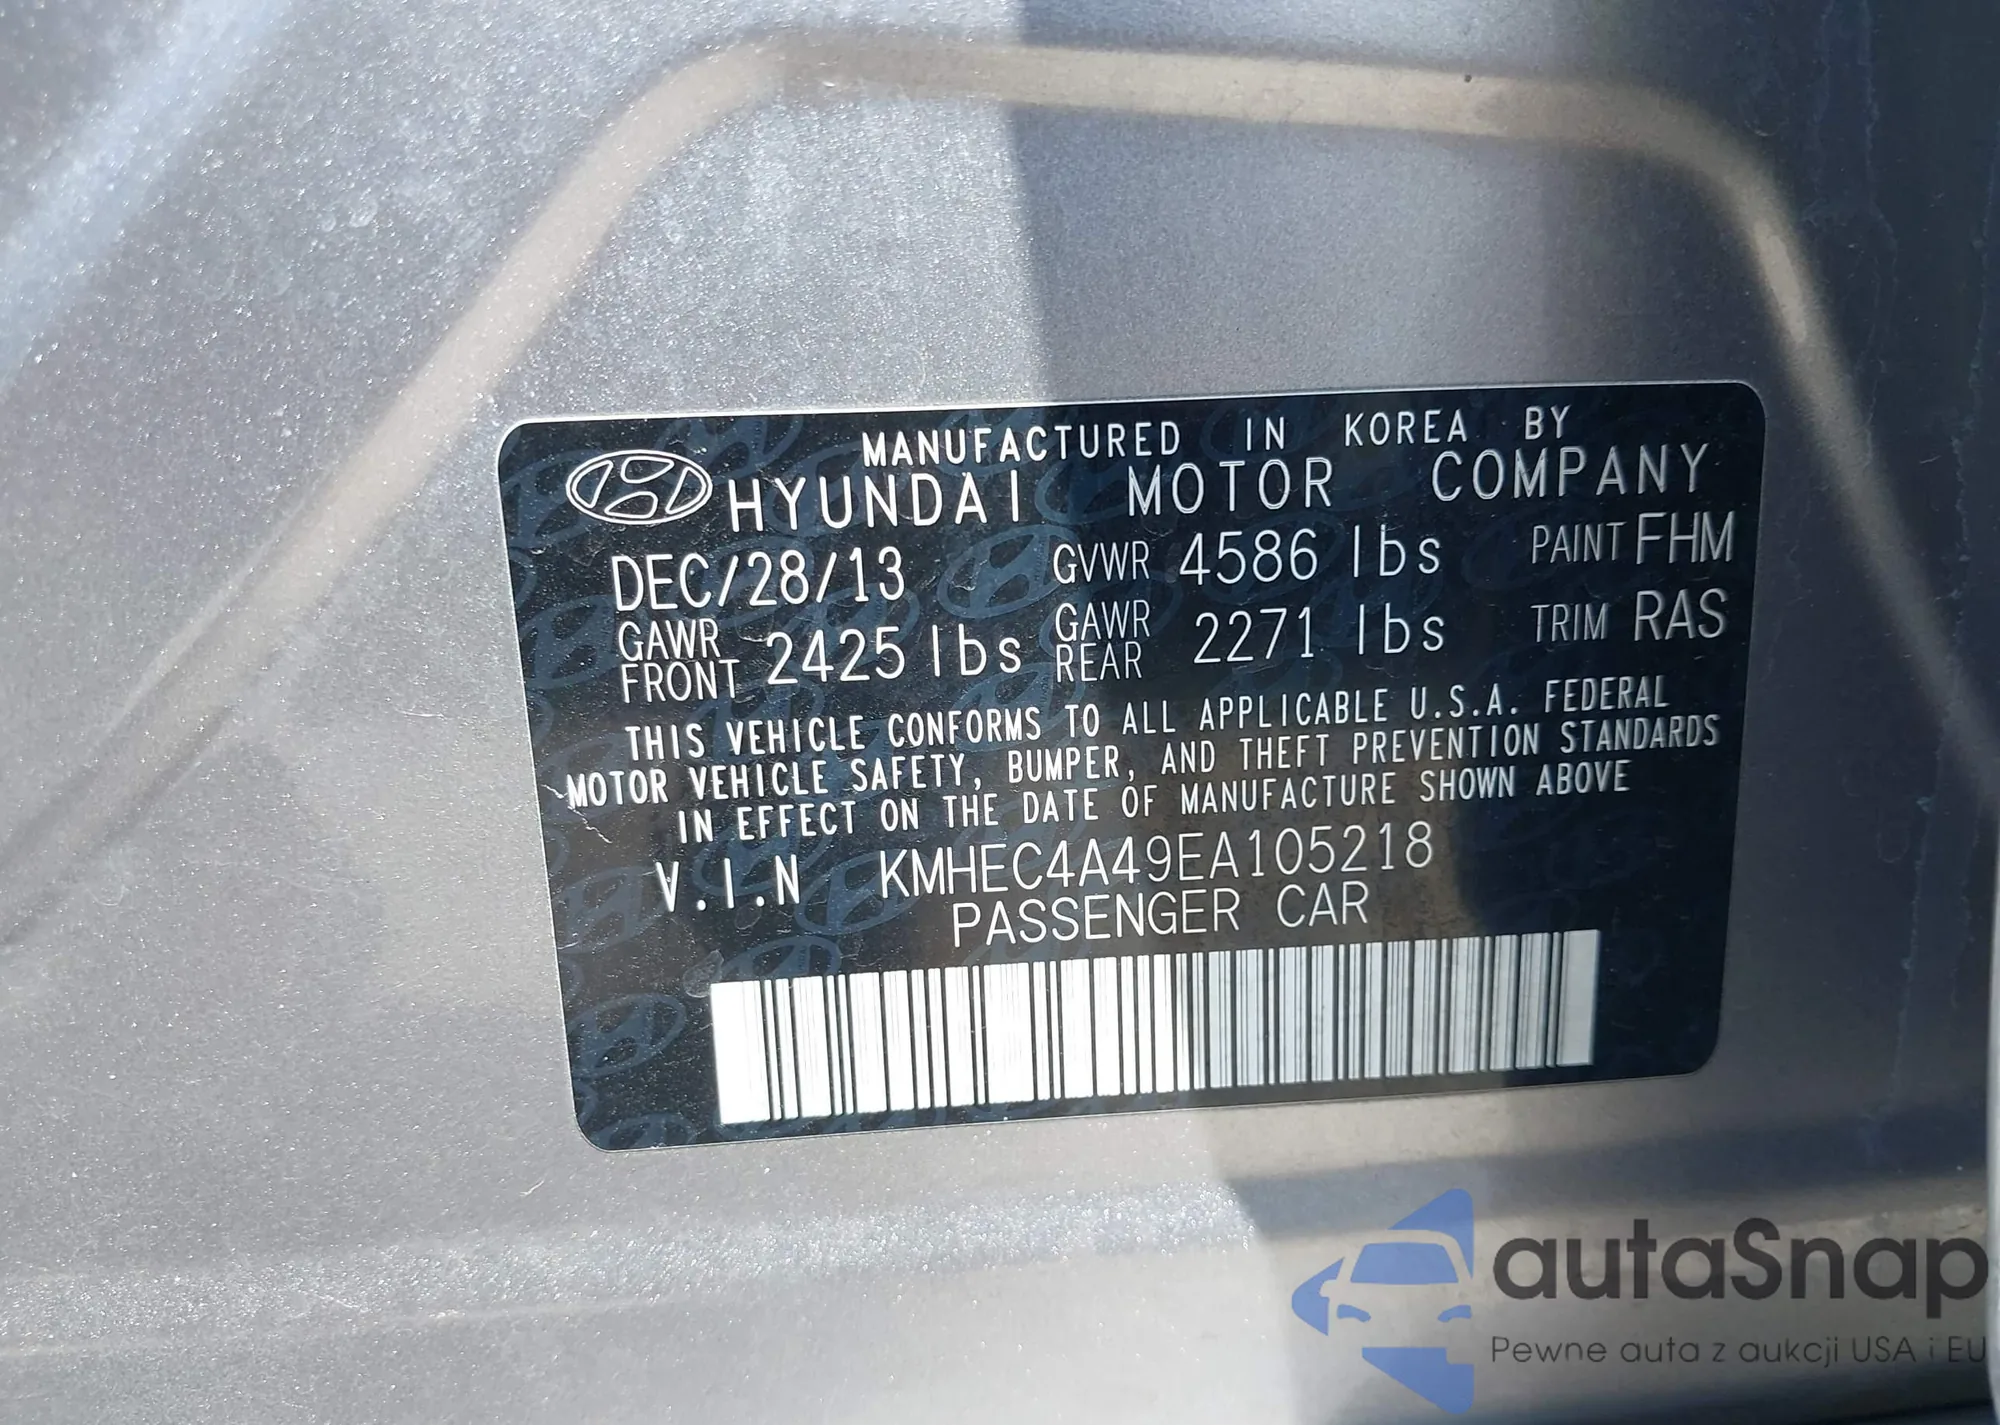 MANUFACTURED IN KOREA BY
HYUNDAI MOTOR COMPANY
DEC/28/13 GVWR 4586 lbs PAINT FHM
GAWR FRONT 2425 lbs GAWR REAR 2271 lbs TRIM RAS
THIS VEHICLE CONFORMS TO ALL APPLICABLE U.S.A. FEDERAL
MOTOR VEHICLE SAFETY, BUMPER, AND THEFT PREVENTION STANDARDS
IN EFFECT ON THE DATE OF MANUFACTURE SHOWN ABOVE
V.I.N KMHEC4A49EA105218
PASSENGER CAR
autaSnap
Pewne auta z aukcji USA i EU